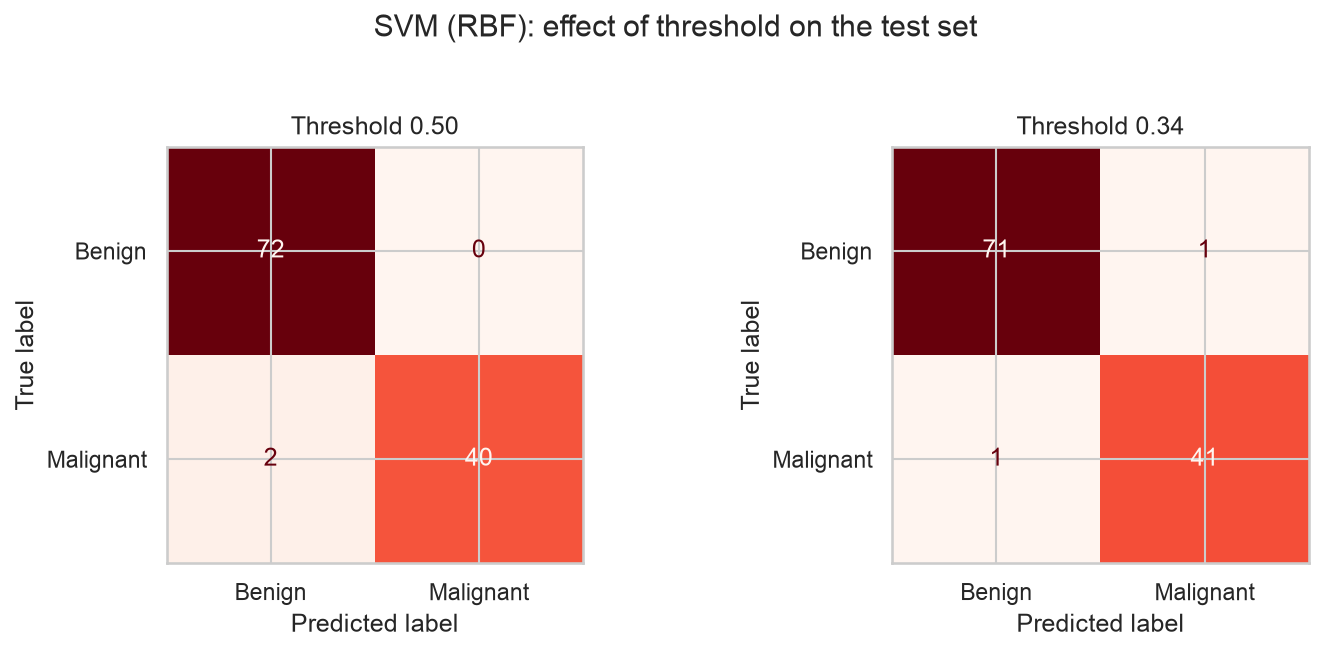 SVM (RBF): effect of threshold on the test set
Threshold 0.50
True label
Benign
72
0
Malignant
2
40
Benign
Malignant
Predicted label
Threshold 0.34
True label
Benign
71
1
Malignant
1
41
Benign
Malignant
Predicted label